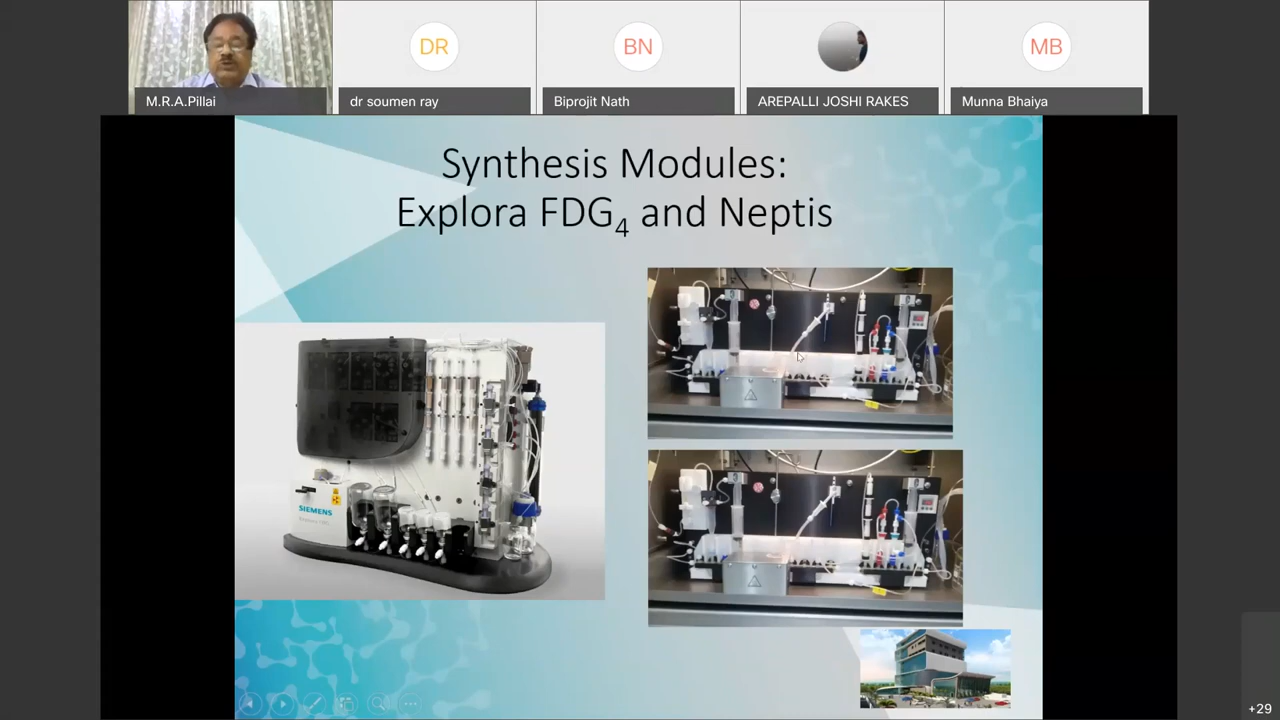 DR
BN
MB
M.R.A.Pillai
dr soumen ray
Biprojit Nath
AREPALLI JOSHI RAKES
Munna Bhaiya
Synthesis Modules:
Explora FDG₄ and Neptis
SIEMENS
+29